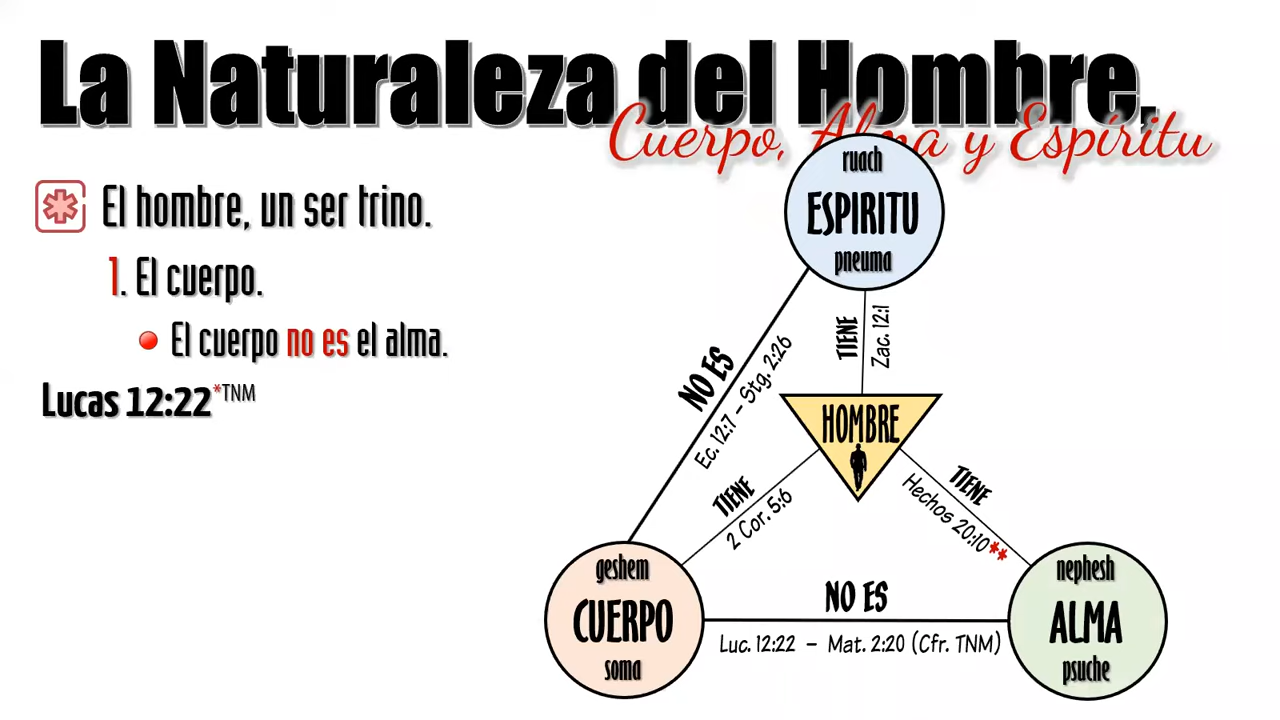 La Naturaleza del Hombre.
Cuerpo, Alma y Espíritu
El hombre, un ser trino.
1. El cuerpo.
El cuerpo no es el alma.
Lucas 12:22*TNM
ruach
ESPIRITU
pneuma
NO ES
Ec. 12:7 – Stg. 2:26
TIENE
Zac. 12:1
HOMBRE
TIENE
2 Cor. 5:6
TIENE
Hechos 20:10**
geshem
CUERPO
soma
NO ES
Luc. 12:22 – Mat. 2:20 (Cfr. TNM)
nephesh
ALMA
psuche